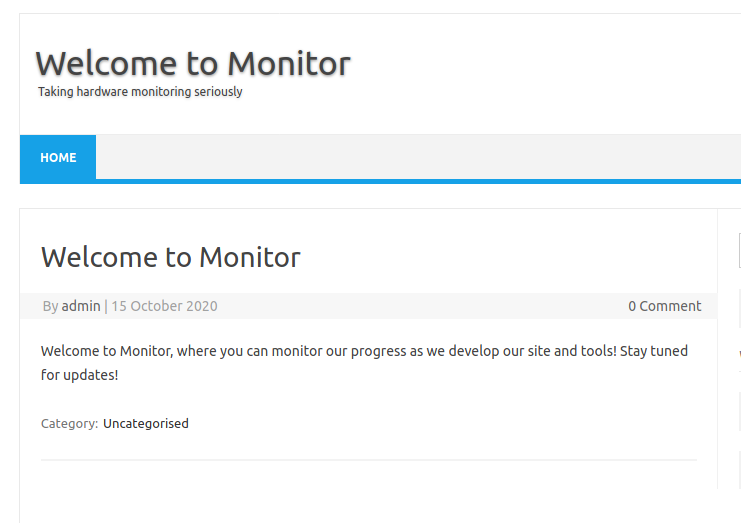 Welcome to Monitor
Taking hardware monitoring seriously
HOME
Welcome to Monitor
By admin | 15 October 2020 0 Comment
Welcome to Monitor, where you can monitor our progress as we develop our site and tools! Stay tuned
for updates!
Category: Uncategorised